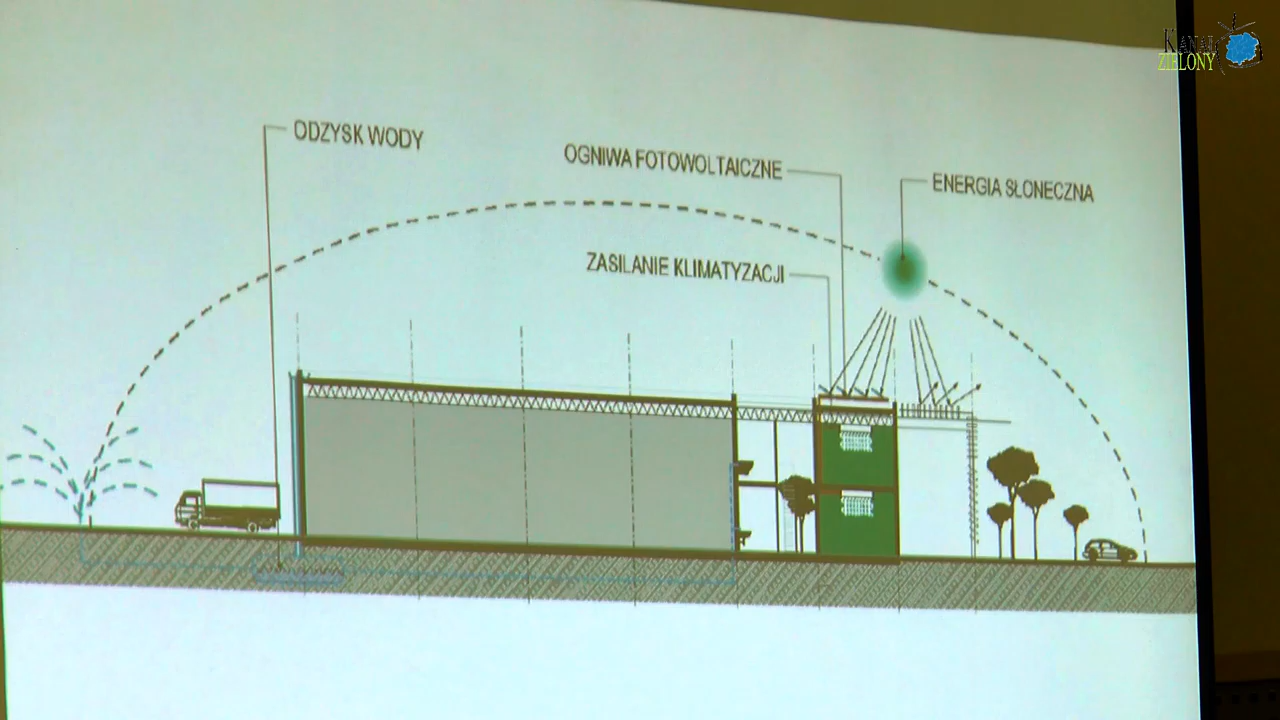 KANAŁ
ZIELONY
ODZYSK WODY
OGNIWA FOTOWOLTAICZNE
ENERGIA SŁONECZNA
ZASILANIE KLIMATYZACJI